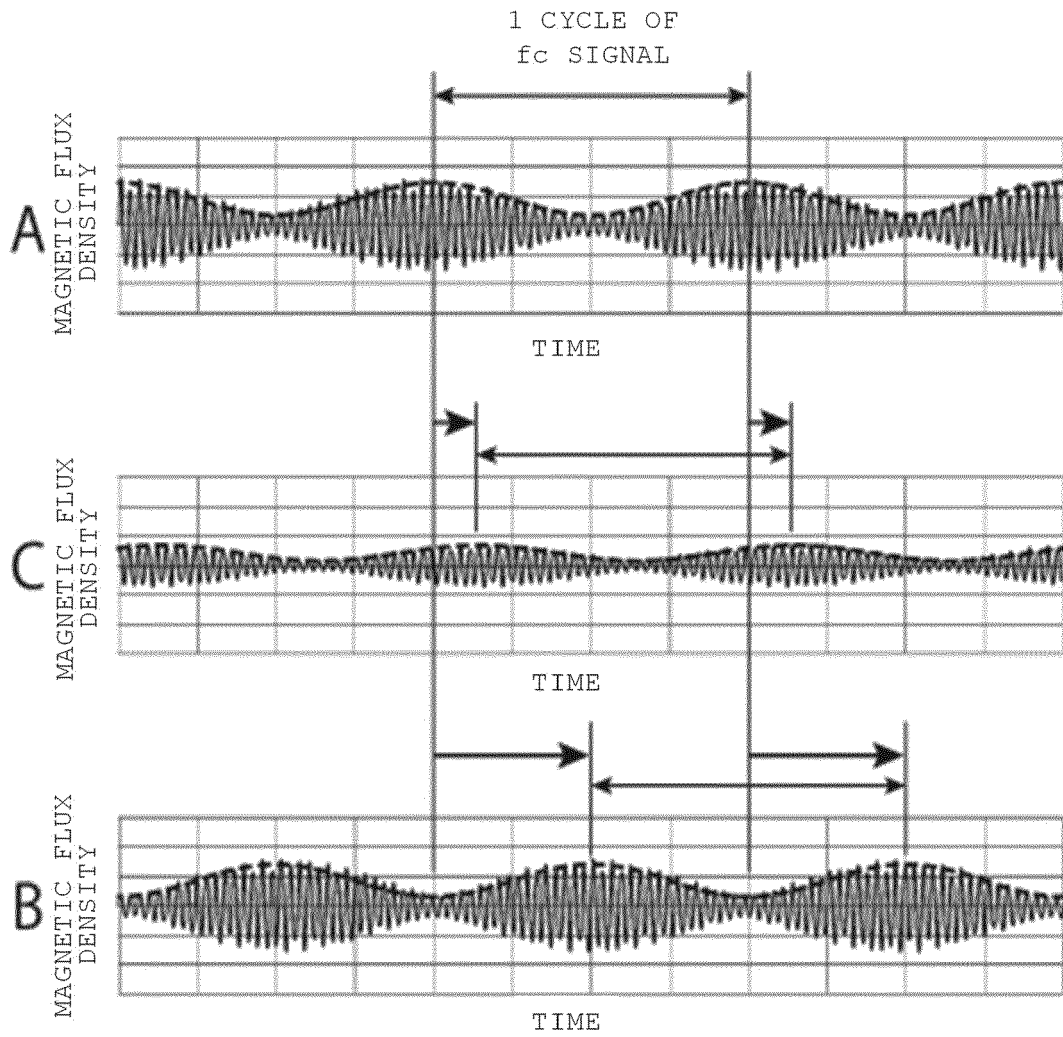 1 CYCLE OF
fc SIGNAL
A
MAGNETIC FLUX
DENSITY
TIME
C
MAGNETIC FLUX
DENSITY
TIME
B
MAGNETIC FLUX
DENSITY
TIME